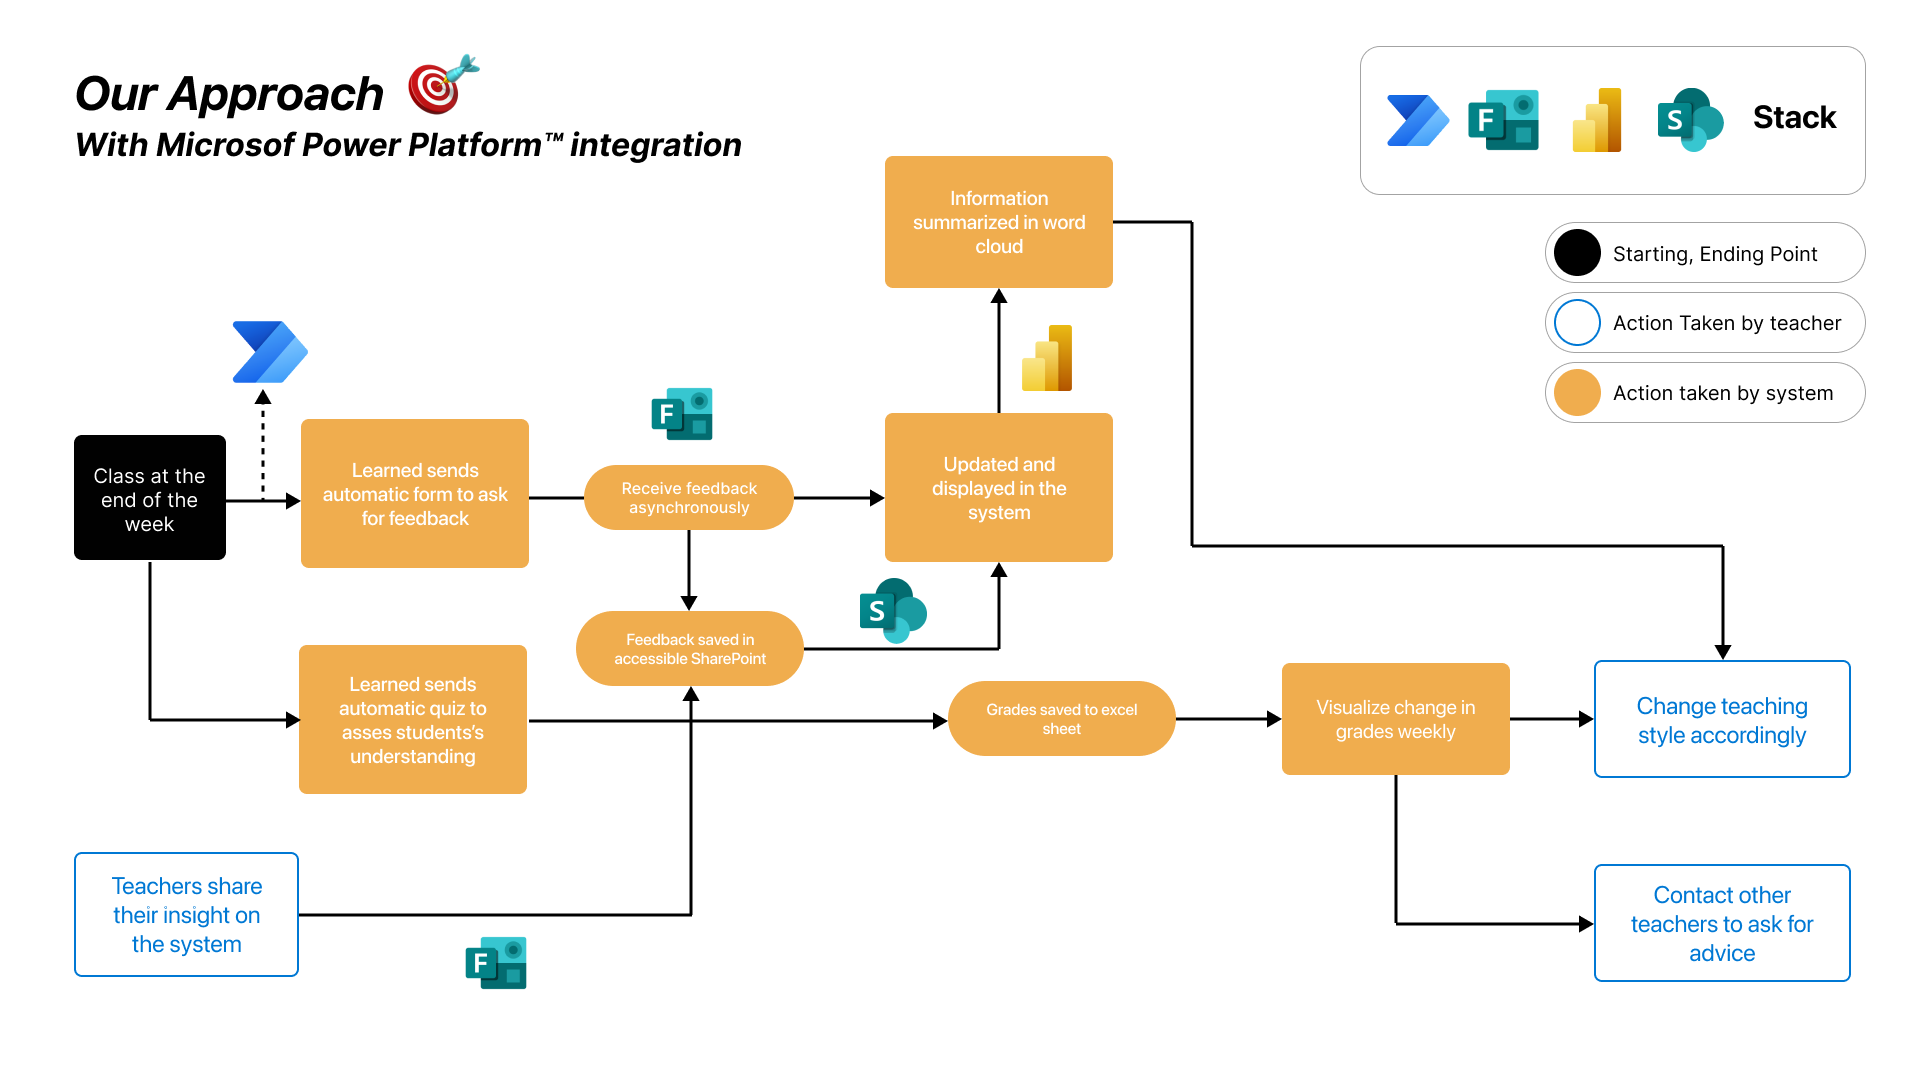 Our Approach
With Microsof Power Platform™ integration
F
S
Stack
Starting, Ending Point
Action Taken by teacher
Action taken by system
Information
summarized in word
cloud
Class at the
end of the
week
Learned sends
automatic form to ask
for feedback
F
Receive feedback
asynchronously
Updated and
displayed in the
system
S
Feedback saved in
accessible SharePoint
Learned sends
automatic quiz to
asses students's
understanding
Grades saved to excel
sheet
Visualize change in
grades weekly
Change teaching
style accordingly
Teachers share
their insight on
the system
F
Contact other
teachers to ask for
advice